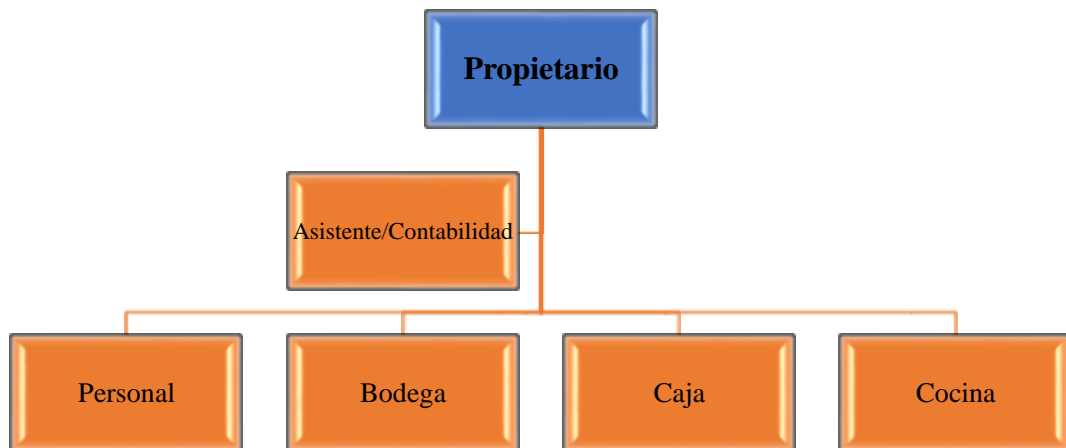 Propietario
Asistente/Contabilidad
Personal
Bodega
Caja
Cocina